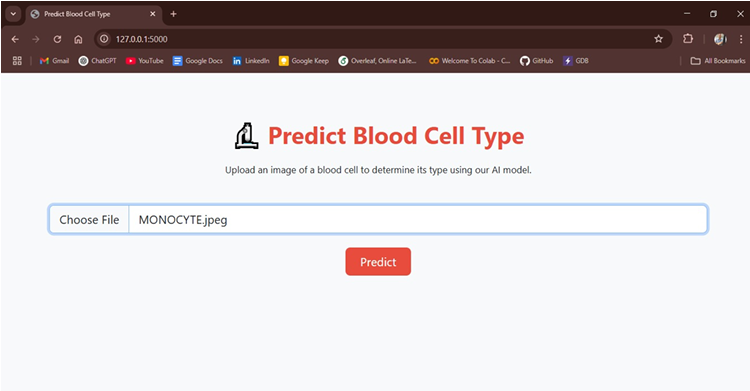 Predict Blood Cell Type
127.0.0.1:5000
Gmail ChatGPT YouTube Google Docs LinkedIn Google Keep Overleaf, Online LaTe... Welcome To Colab - C... GitHub GDB All Bookmarks
Predict Blood Cell Type
Upload an image of a blood cell to determine its type using our AI model.
Choose File MONOCYTE.jpeg
Predict